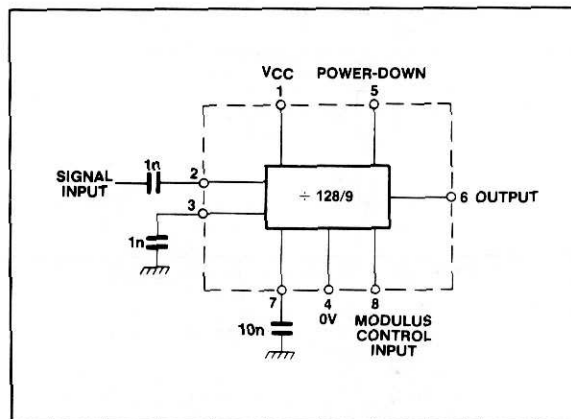 VCC POWER-DOWN
1 5
1n
SIGNAL
INPUT
2
3
÷ 128/9
6 OUTPUT
1n
7 4 8
0V
10n
MODULUS
CONTROL
INPUT